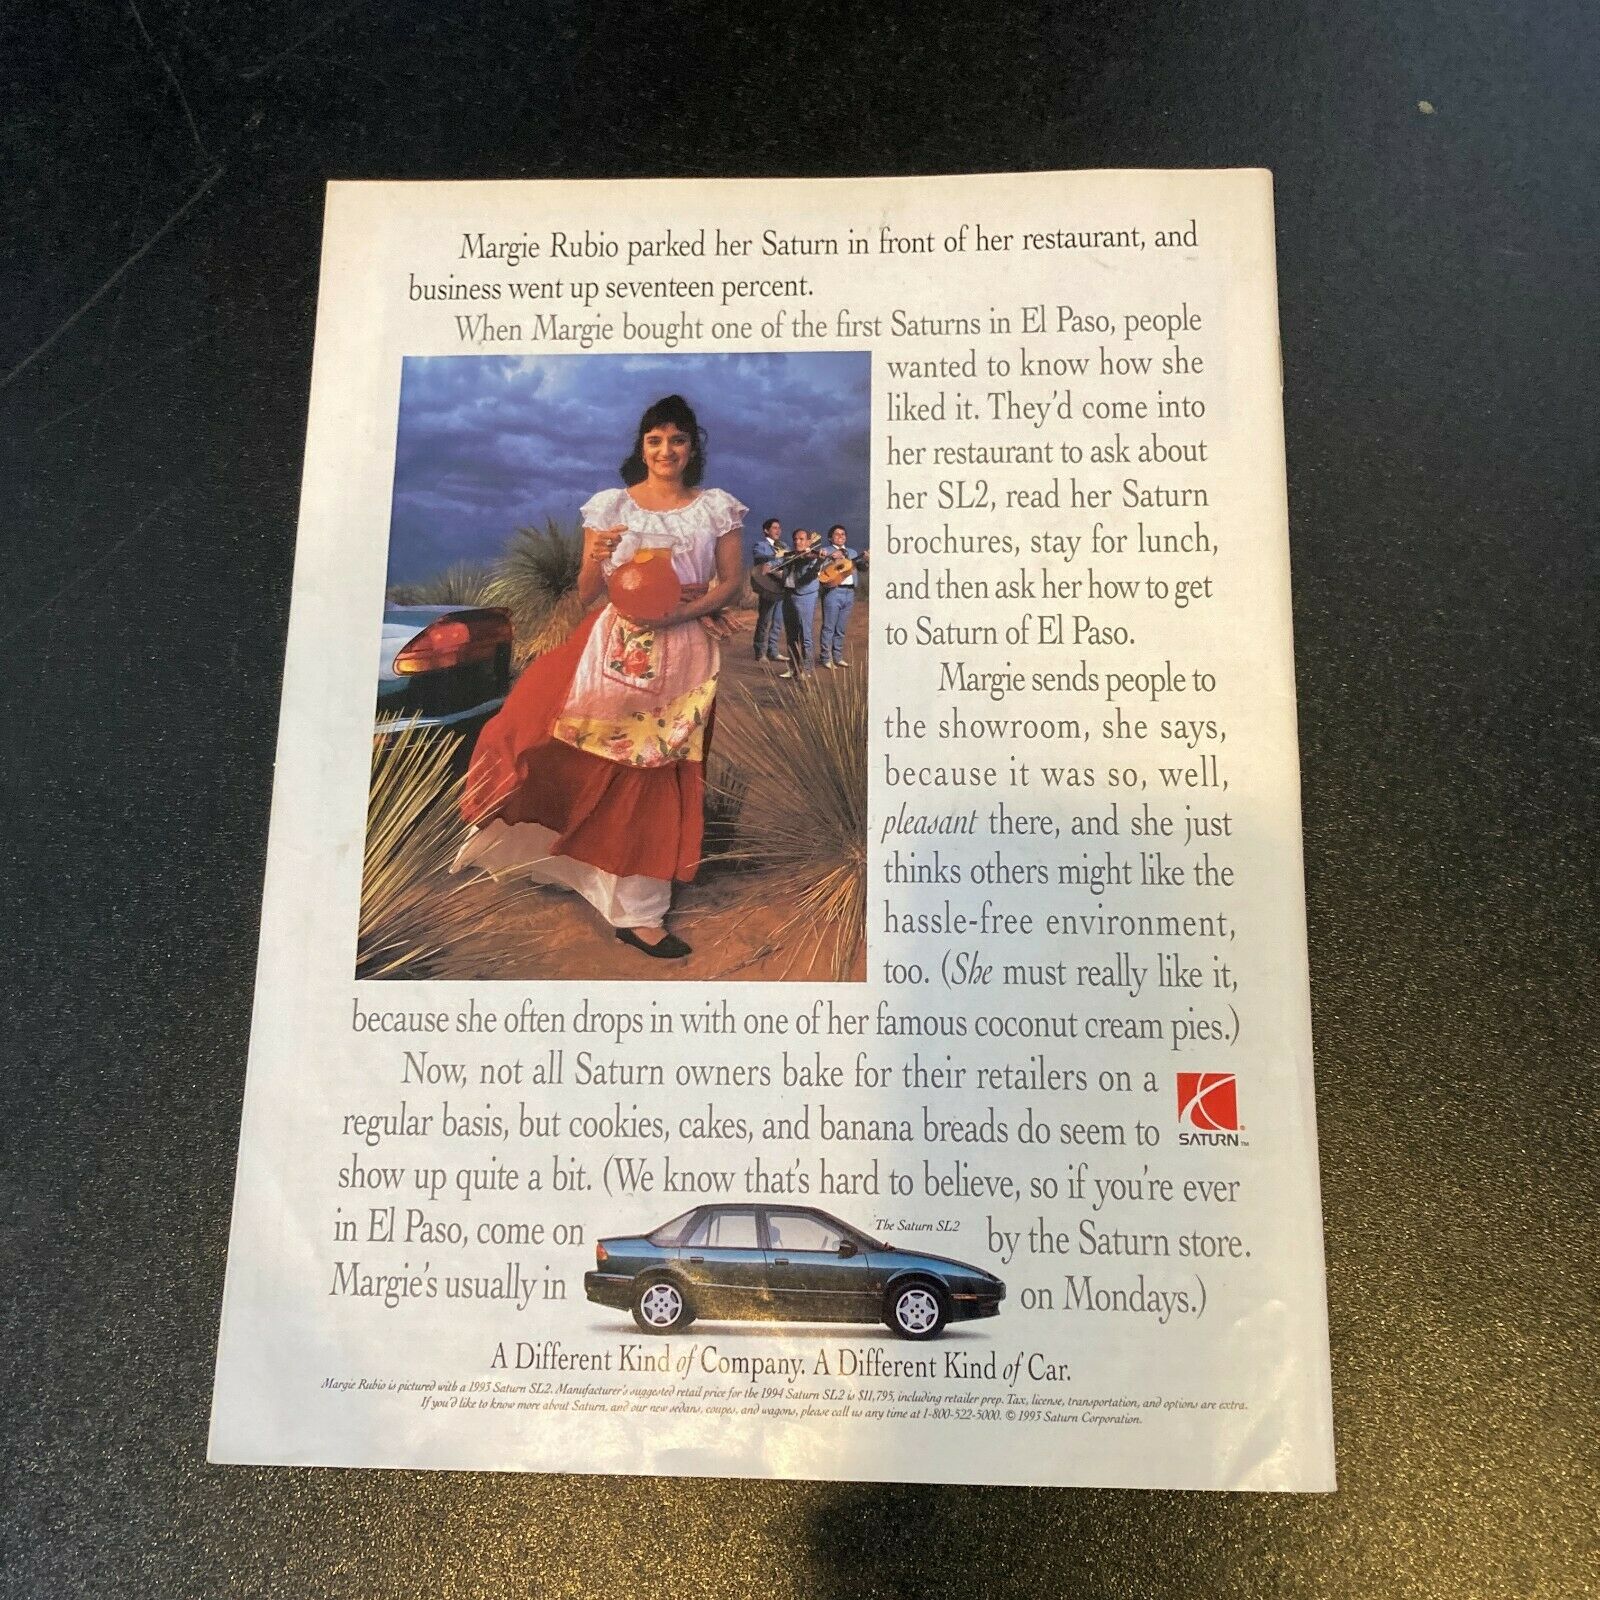 Margie Rubio parked her Saturn in front of her restaurant, and
business went up seventeen percent.
When Margie bought one of the first Saturns in El Paso, people
wanted to know how she
liked it. They'd come into
her restaurant to ask about
her SL2, read her Saturn
brochures, stay for lunch,
and then ask her how to get
to Saturn of El Paso.
Margie sends people to
the showroom, she says,
because it was so, well,
pleasant there, and she just
thinks others might like the
hassle-free environment,
too. (She must really like it,
because she often drops in with one of her famous coconut cream pies.)
Now, not all Saturn owners bake for their retailers on a
regular basis, but cookies, cakes, and banana breads do seem to
show up quite a bit. (We know that's hard to believe, so if you're ever
in El Paso, come on by the Saturn store.
Margie's usually in on Mondays.)
SATURN™
The Saturn SL2
A Different Kind of Company. A Different Kind of Car.
Margie Rubio is pictured with a 1993 Saturn SL2. Manufacturer's suggested retail price for the 1994 Saturn SL2 is $11,795, including retailer prep. Tax, license, transportation, and options are extra.
If you'd like to know more about Saturn, and our new sedans, coupes, and wagons, please call us any time at 1-800-522-5000. © 1993 Saturn Corporation.